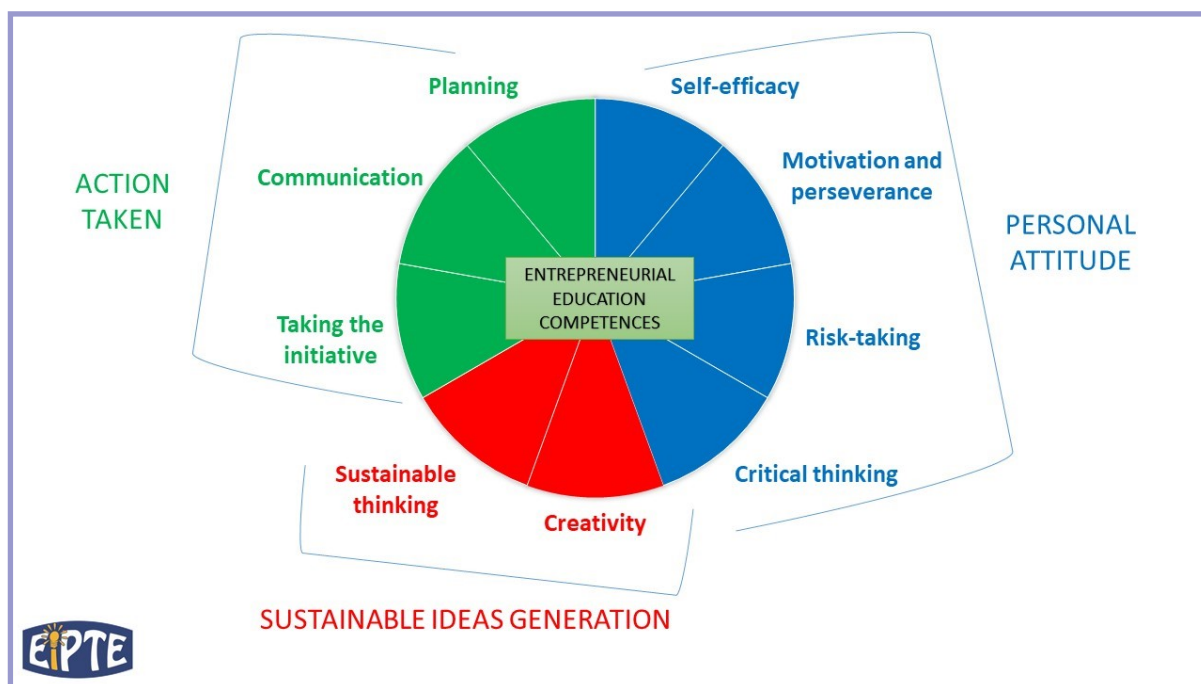 Planning
Self-efficacy
Communication
Motivation and
perseverance
ACTION
TAKEN
PERSONAL
ATTITUDE
ENTREPRENEURIAL
EDUCATION
COMPETENCES
Taking the
initiative
Risk-taking
Sustainable
thinking
Critical thinking
Creativity
SUSTAINABLE IDEAS GENERATION
EiPTE